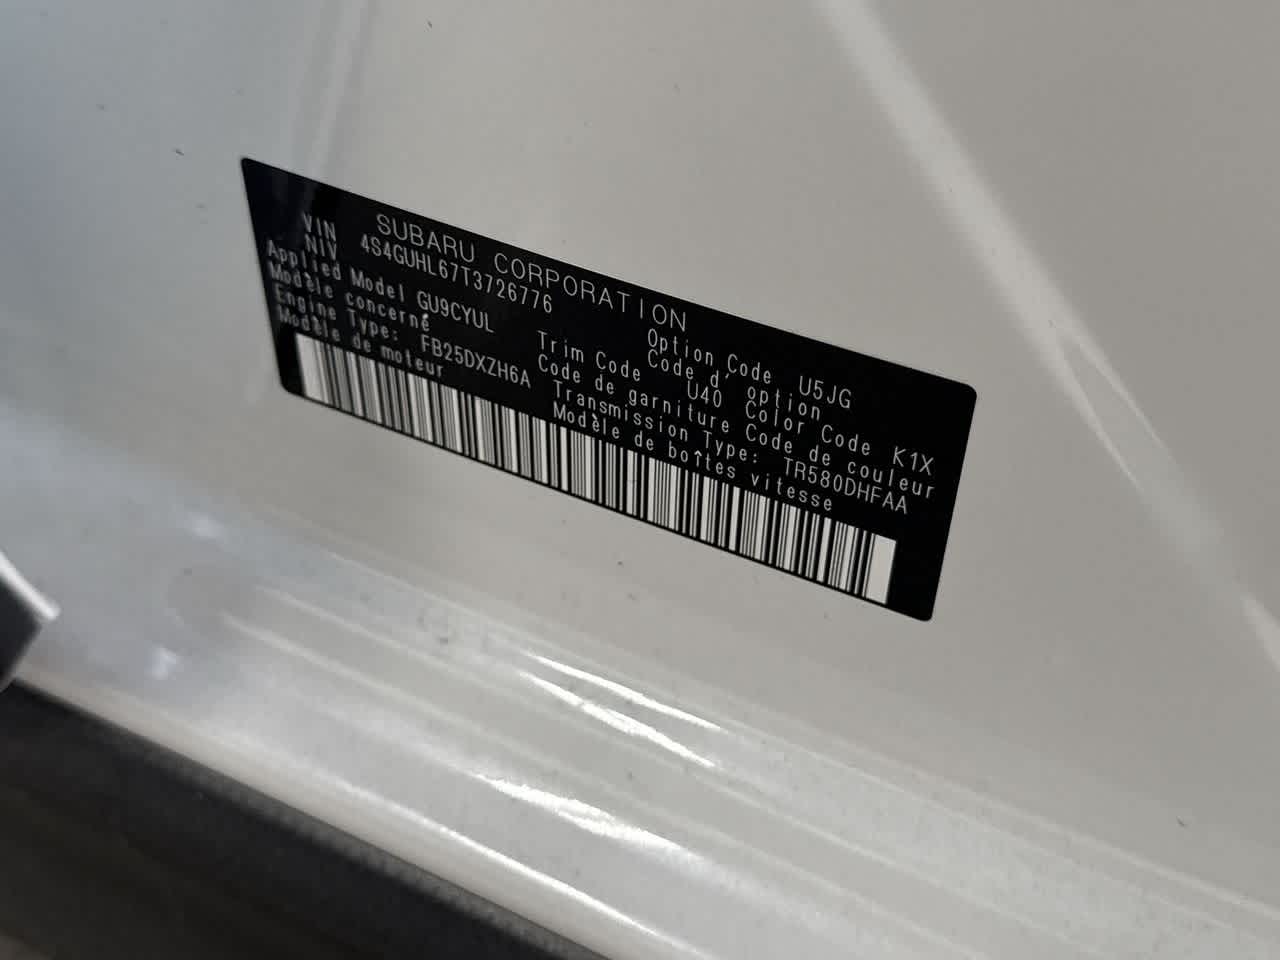 SUBARU CORPORATION
VIN
NIV 4S4GUHL67T3726776
Applied Model GU9CYUL Option Code U5JG
Modèle concerné Code d'option
Trim Code U40 Color Code K1X
Code de garniture Code de couleur
Engine Type: FB25DXZH6A Transmission Type: TR580DHFAA
Modèle de moteur Modèle de boîtes vitesse